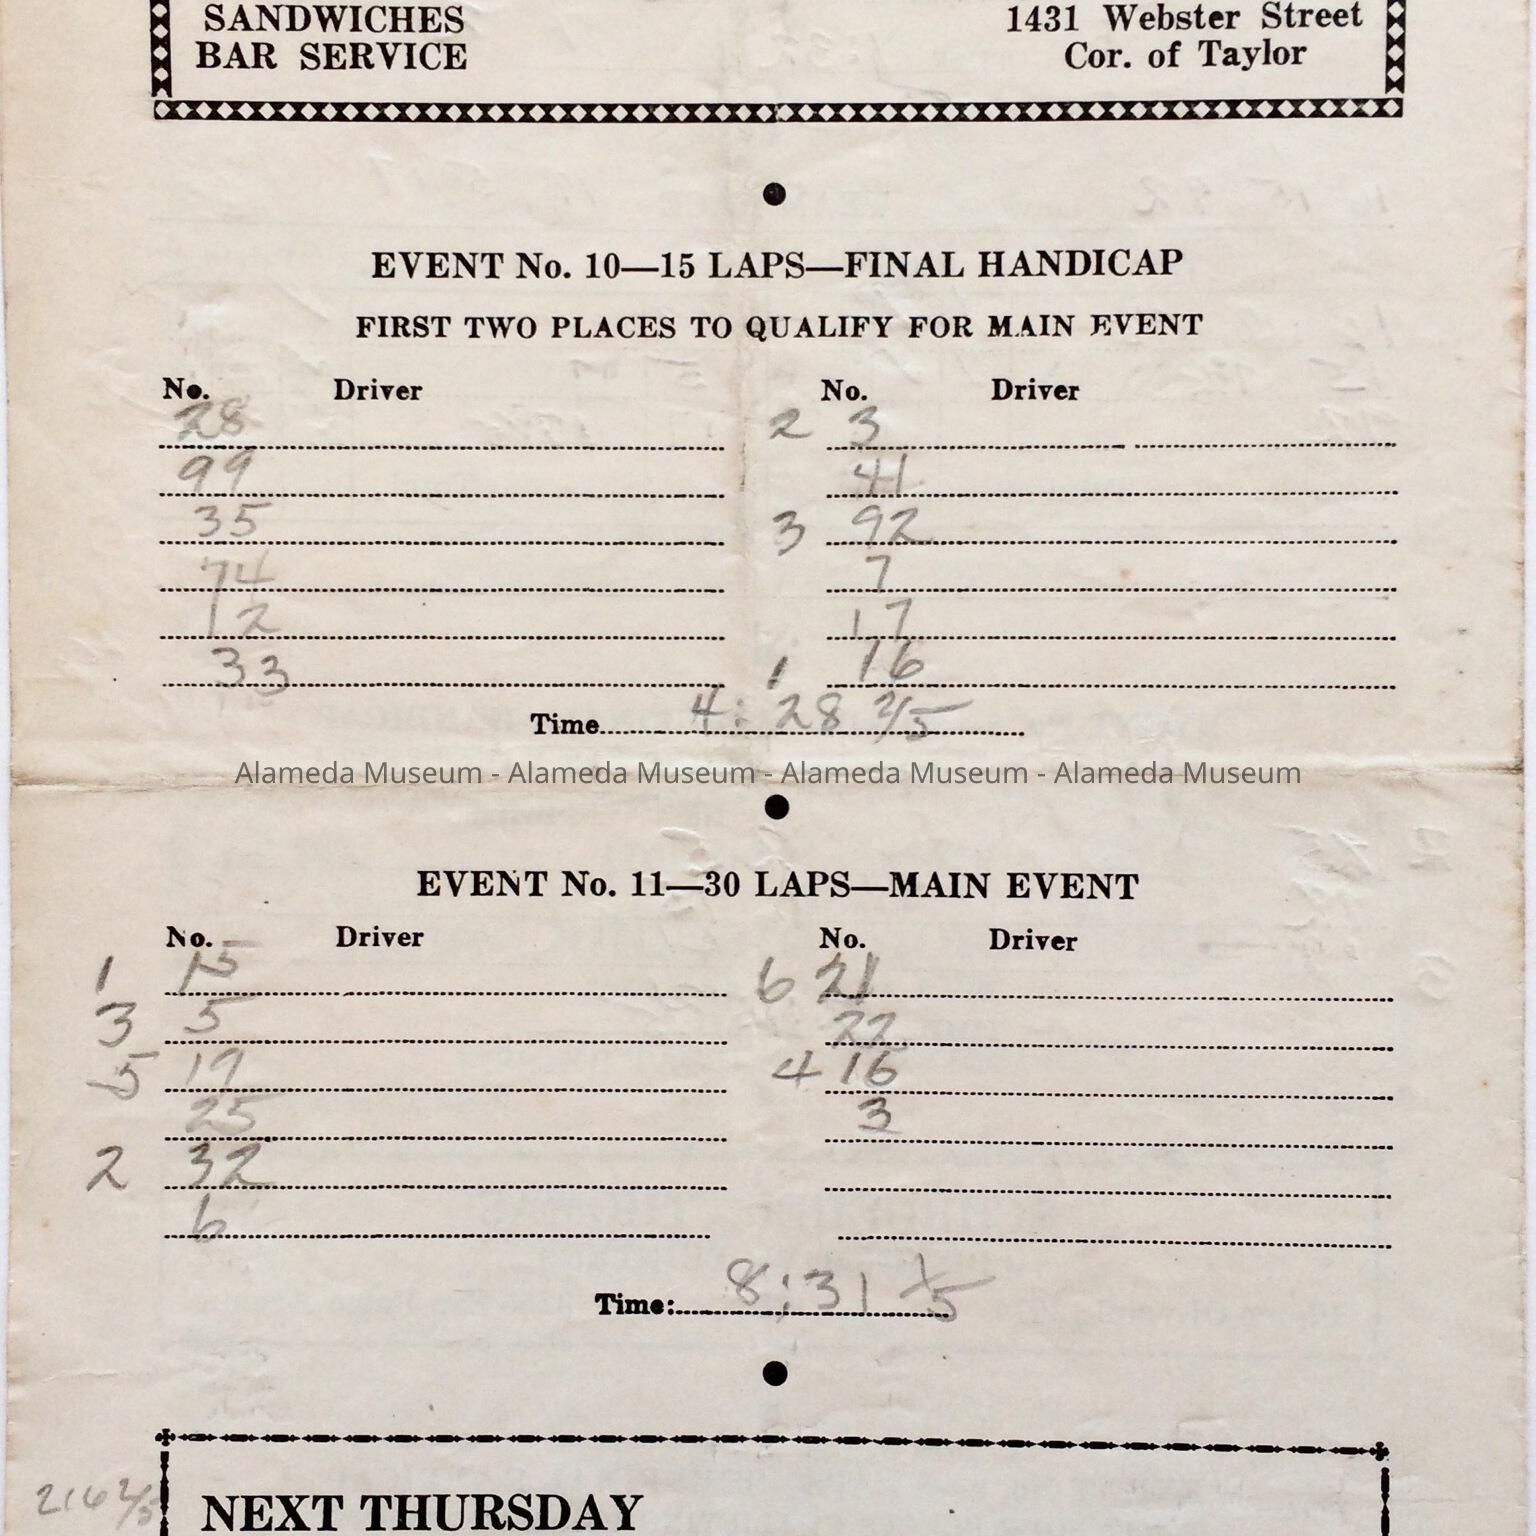 SANDWICHES
BAR SERVICE
1431 Webster Street
Cor. of Taylor
EVENT No. 10—15 LAPS—FINAL HANDICAP
FIRST TWO PLACES TO QUALIFY FOR MAIN EVENT
No. Driver No. Driver
28 2 3
99 41
35 3 92
74 7
12 17
33 1 16
Time 4:28 2/5
Alameda Museum - Alameda Museum - Alameda Museum - Alameda Museum
EVENT No. 11—30 LAPS—MAIN EVENT
No. Driver No. Driver
1 15 6 21
3 5 22
5 19 4 16
25 3
2 32
6
Time: 8:31 1/5
216 2/5
NEXT THURSDAY